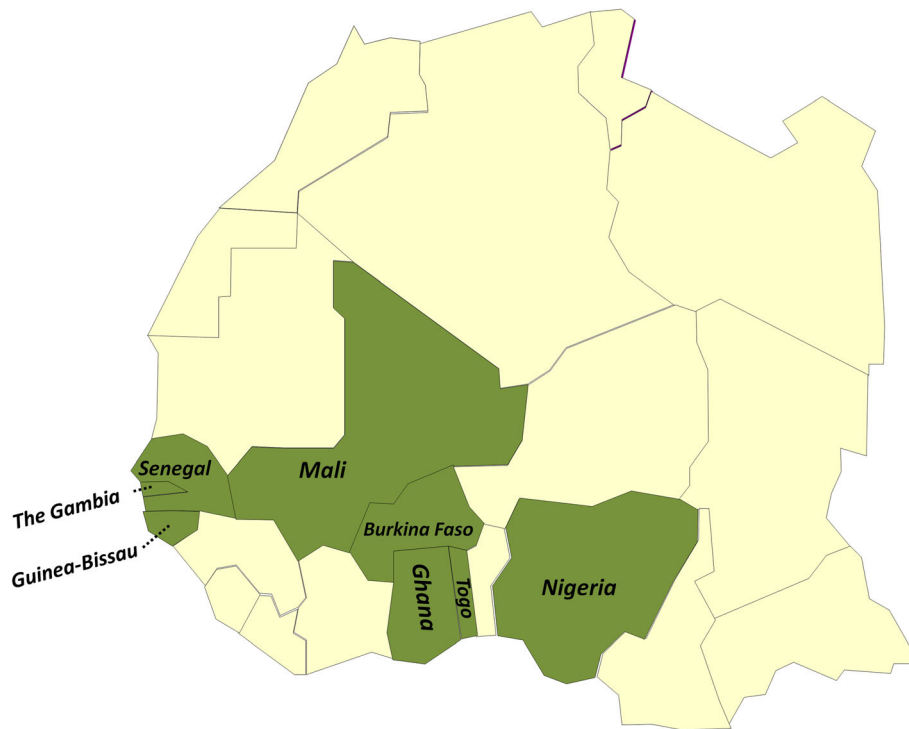 Senegal
Mali
The Gambia
Burkina Faso
Guinea-Bissau
Ghana
Togo
Nigeria